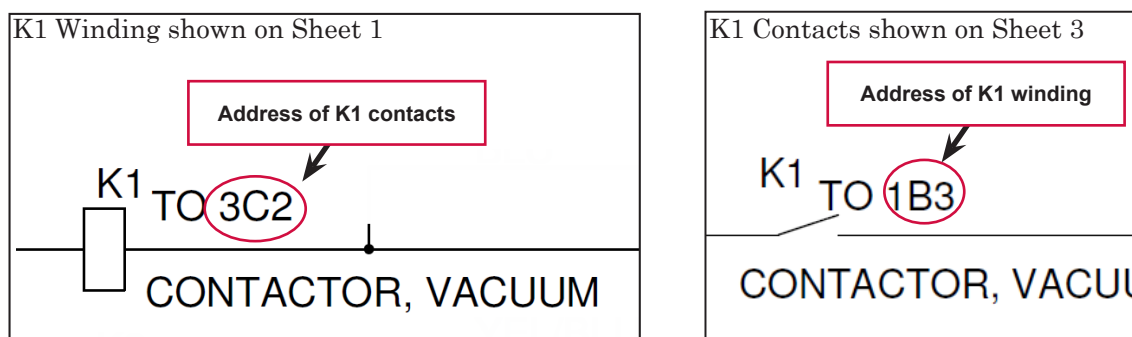 K1 Winding shown on Sheet 1
Address of K1 contacts
K1 TO 3C2
CONTACTOR, VACUUM
K1 Contacts shown on Sheet 3
Address of K1 winding
K1 TO 1B3
CONTACTOR, VACUU